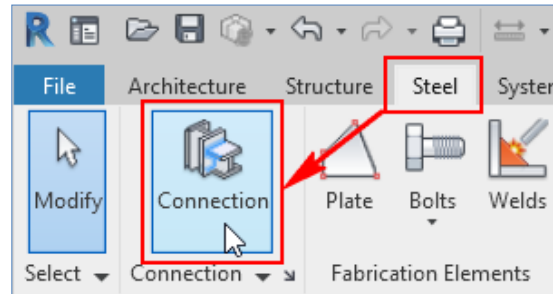 File Architecture Structure Steel
Modify Connection Plate Bolts Welds
Select Connection Fabrication Elements